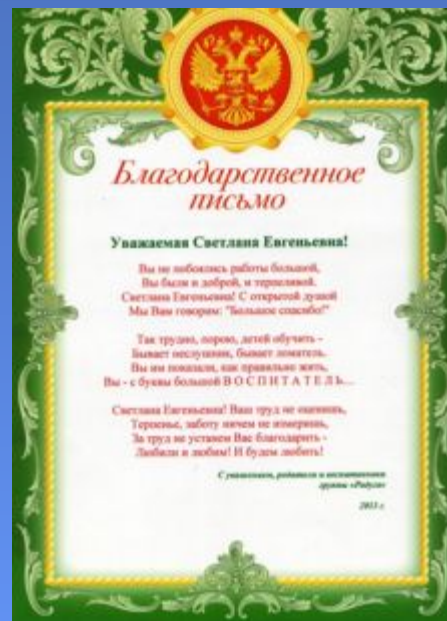 Благодарственное
письмо
Уважаемая Светлана Евгеньевна!
Вы не побоялись работы большой,
Вы были и доброй, и терпеливой.
Светлана Евгеньевна! С открытой душой
Мы Вам говорим: "Большое спасибо!"
Так трудно, порою, детей обучить -
Бывает послушник, бывает ломатель.
Вы им показали, как правильно жить,
Вы - с буквы большой В О С П И Т А Т Е Л Ь...
Светлана Евгеньевна! Ваш труд не оценишь,
Терпенье, заботу ничем не измеришь,
За труд не устанем Вас благодарить -
Любили и любим! И будем любить!
С уважением, родители и воспитанники
группы «Радуга»
2013 г.